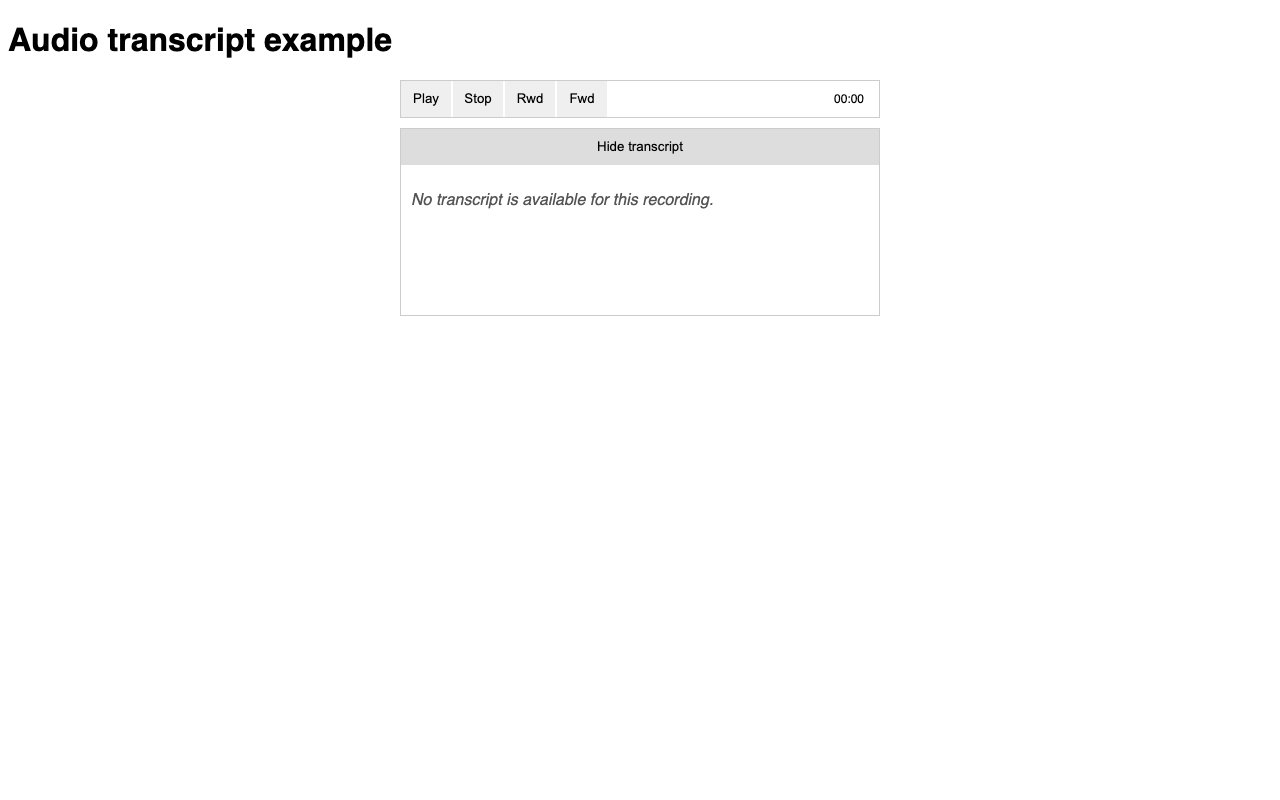 Audio transcript example
Play Stop Rwd Fwd 00:00
Hide transcript
No transcript is available for this recording.